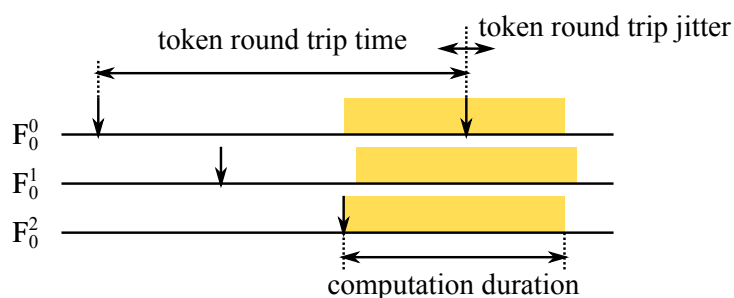 token round trip time
token round trip jitter
F₀⁰
F₀¹
F₀²
computation duration